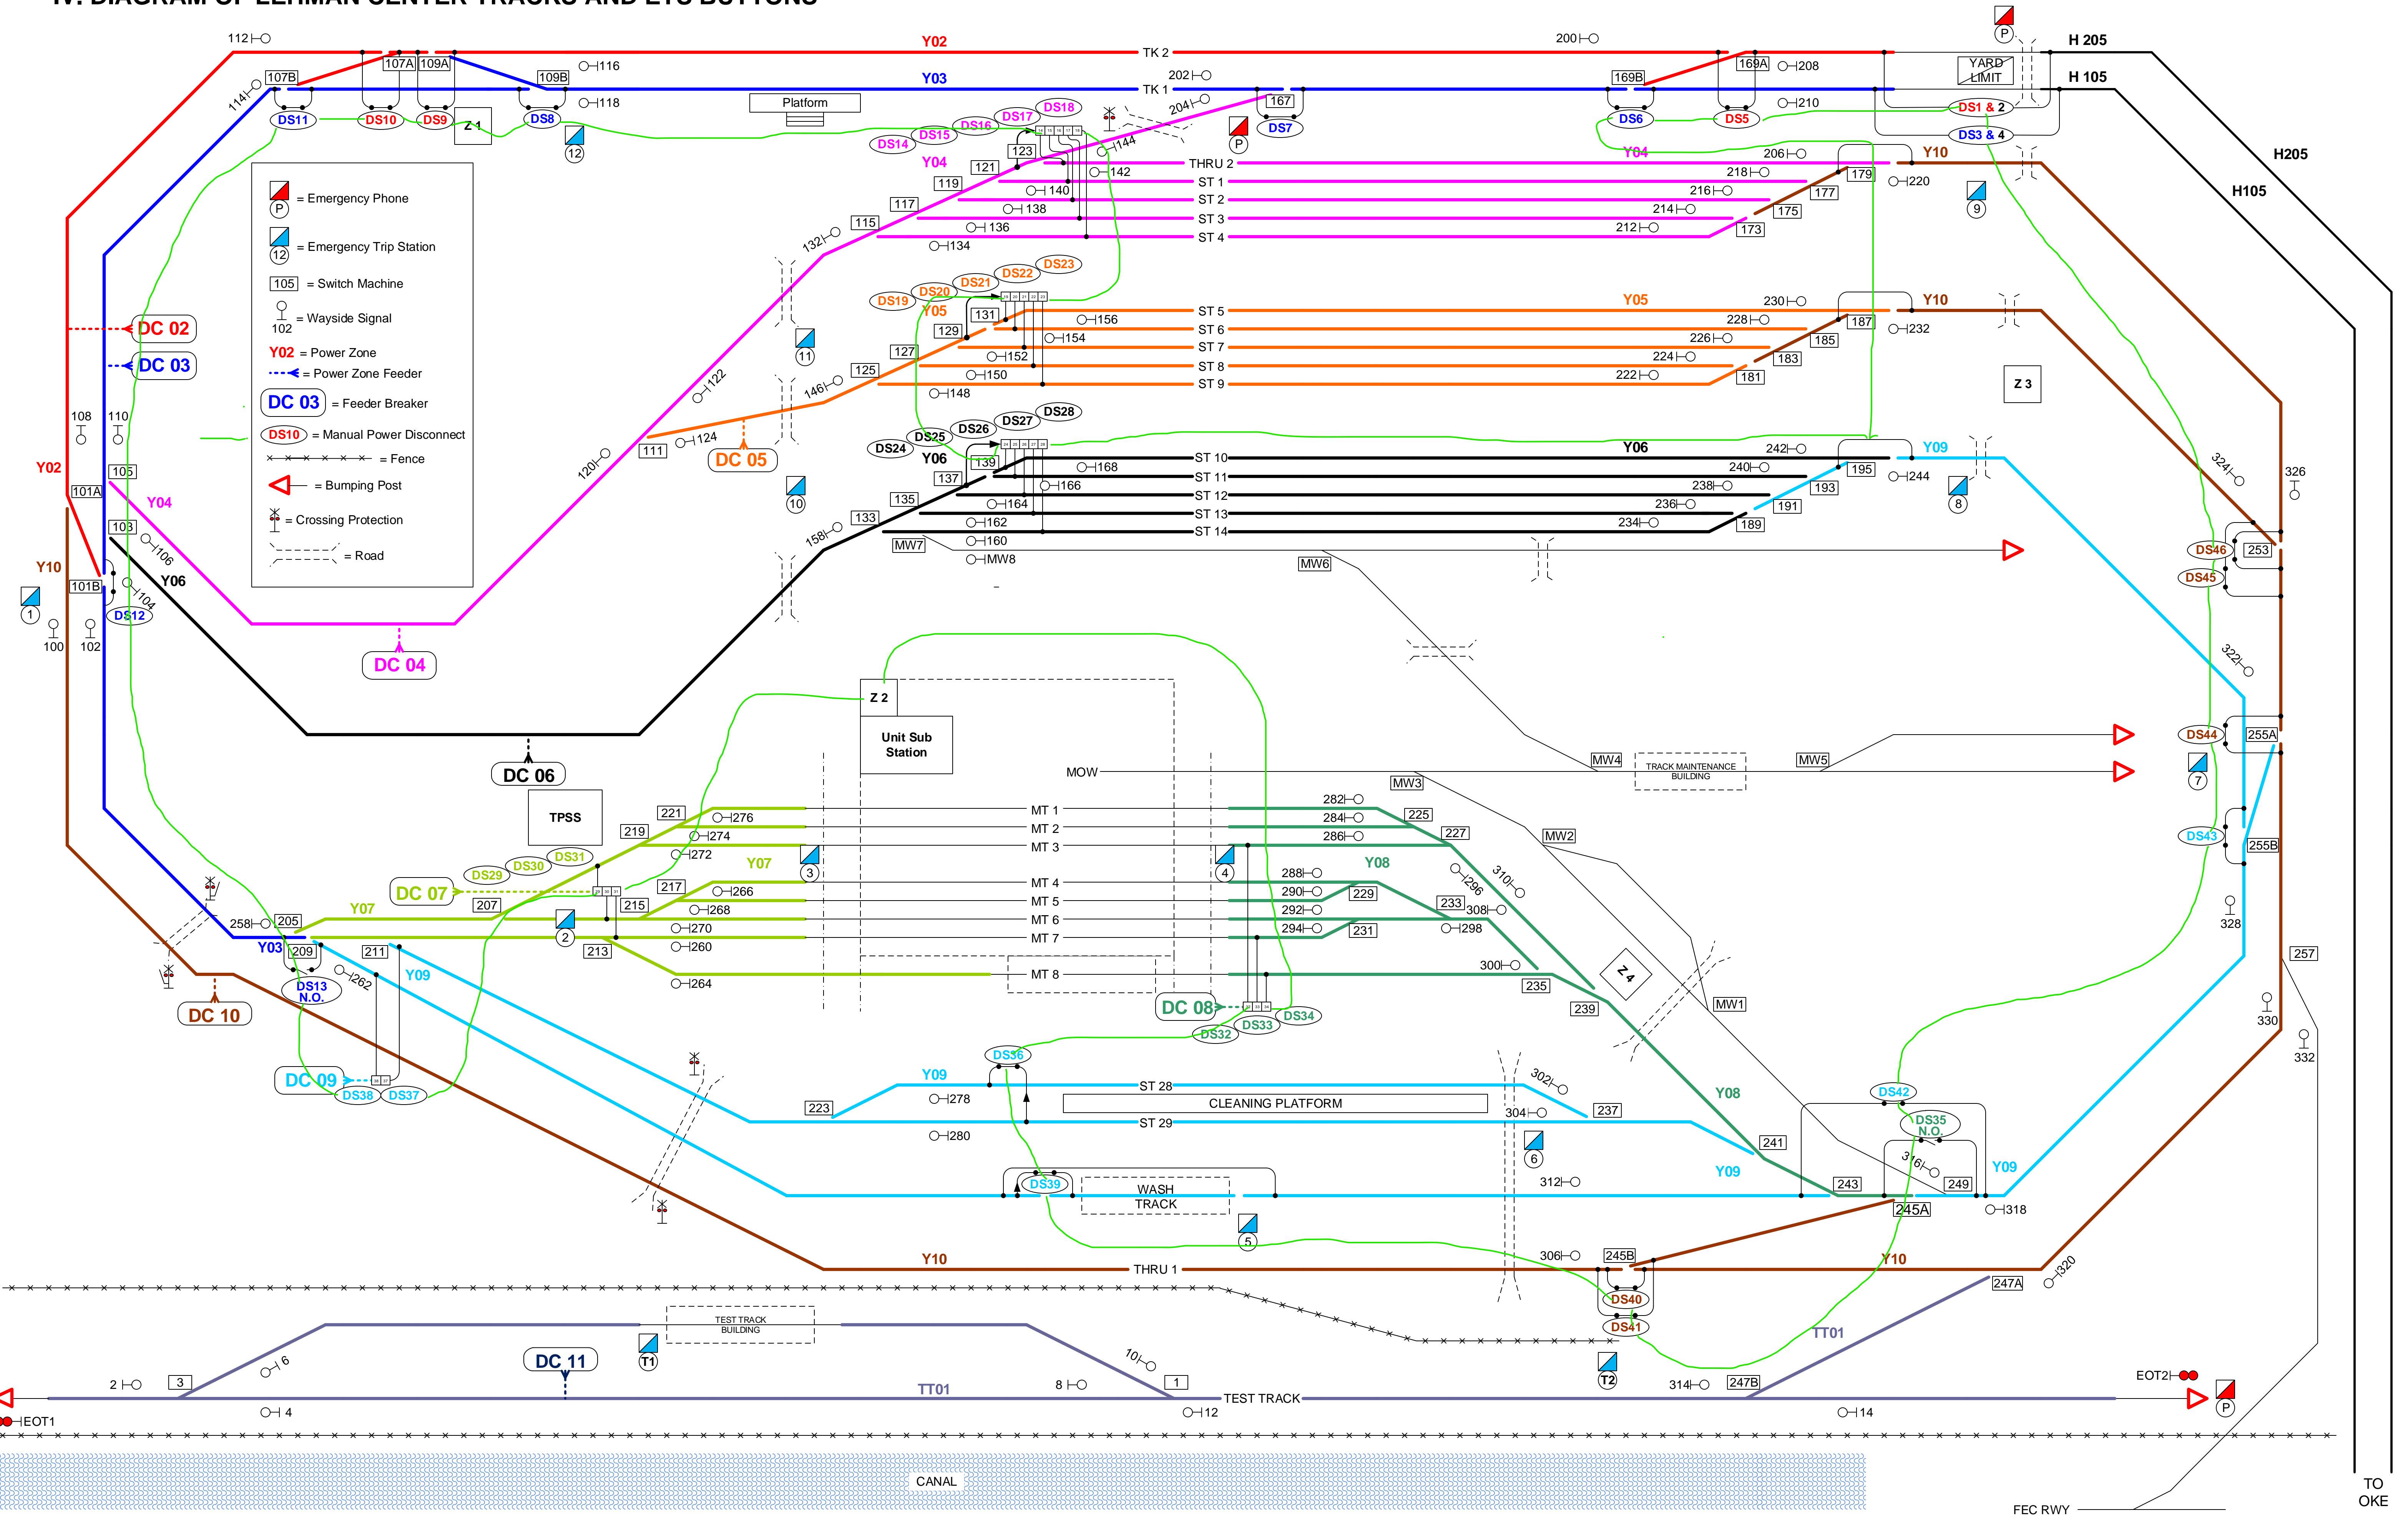 IV. DIAGRAM OF LEHMAN CENTER TRACKS AND ETS BUTTONS
112
107B
107A
109A
109B
116
114
118
DS11
DS10
DS9
Z 1
DS8
12
Platform
Y02
TK 2
Y03
TK 1
202
204
167
DS7
P
144
200
169B
169A
208
210
DS6
DS5
P
YARD
LIMIT
DS1 & 2
DS3 & 4
H 205
H 105
H205
H105
P = Emergency Phone
12 = Emergency Trip Station
105 = Switch Machine
102 = Wayside Signal
Y02 = Power Zone
= Power Zone Feeder
DC 03 = Feeder Breaker
DS10 = Manual Power Disconnect
= Fence
= Bumping Post
= Crossing Protection
= Road
DC 02
DC 03
108
110
Y02
101A
105
Y04
103
106
Y06
Y10
101B
104
DS12
1
100
102
DS14
DS15
DS16
DS17
DS18
14 15 16 17 18
Y04
123
121
119
117
115
132
142
140
138
136
134
THRU 2
ST 1
ST 2
ST 3
ST 4
Y04
206
218
216
214
212
179
177
175
173
220
Y10
9
DS19
DS20
DS21
DS22
DS23
19 20 21 22 23
Y05
131
129
127
125
146
156
154
152
150
148
ST 5
ST 6
ST 7
ST 8
ST 9
Y05
230
228
226
224
222
187
185
183
181
232
Y10
Z 3
11
122
124
111
120
DC 05
10
DS24
DS25
DS26
DS27
DS28
24 25 26 27 28
Y06
139
137
135
133
158
168
166
164
162
160
MW7
MW8
ST 10
ST 11
ST 12
ST 13
ST 14
Y06
242
240
238
236
234
195
193
191
189
244
Y09
8
MW6
324
326
DS46
253
DS45
322
DS44
255A
7
DS43
255B
328
257
330
332
DC 04
DC 06
Z 2
Unit Sub
Station
MOW
MW3
MW4
TRACK MAINTENANCE
BUILDING
MW5
MW2
MW1
TPSS
221
219
276
274
272
217
266
268
270
260
264
Y07
3
DS29
DS30
DS31
DC 07
207
215
213
2
MT 1
MT 2
MT 3
MT 4
MT 5
MT 6
MT 7
MT 8
282
284
286
225
227
4
288
290
292
294
Y08
229
231
233
296
310
308
298
300
235
239
Z 4
DC 08
DS32
DS33
DS34
258
205
Y07
Y03
209
211
Y09
262
DS13
N.O.
DC 10
DC 09
DS38
DS37
DS36
Y09
223
278
280
ST 28
CLEANING PLATFORM
ST 29
302
304
237
6
241
Y08
Y09
DS42
DS35
N.O.
316
243
249
245A
318
Y09
DS39
WASH
TRACK
312
5
Y10
THRU 1
306
245B
DS40
DS41
Y10
247A
320
TEST TRACK
BUILDING
T1
DC 11
10
6
2
3
4
EOT1
TT01
8
1
12
TEST TRACK
T2
314
247B
TT01
14
EOT2
P
CANAL
FEC RWY
TO
OKE